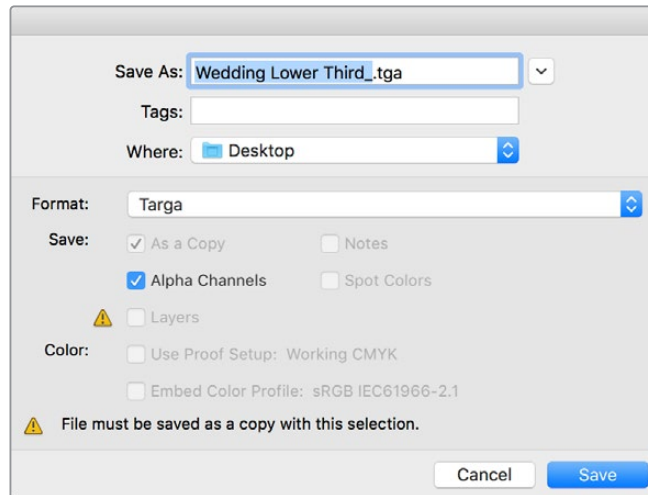 Save As: Wedding Lower Third_.tga
Tags:
Where: Desktop
Format: Targa
Save: As a Copy Notes
Alpha Channels Spot Colors
Layers
Color: Use Proof Setup: Working CMYK
Embed Color Profile: sRGB IEC61966-2.1
File must be saved as a copy with this selection.
Cancel Save